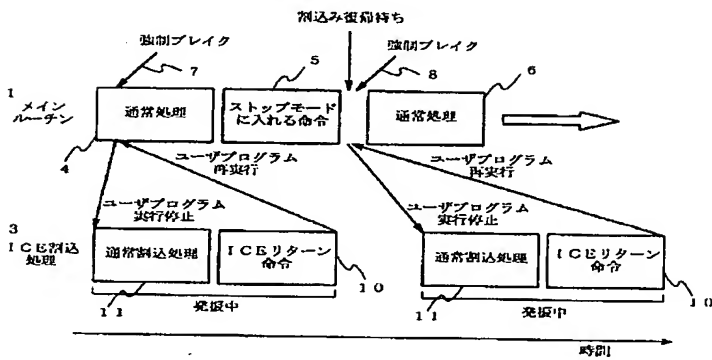 割込み復帰待ち
強制ブレイク
強制ブレイク
7
5
8
6
1
メイン
ルーチン
通常処理
ストップモード
に入れる命令
通常処理
4
ユーザプログラム
再実行
ユーザプログラム
再実行
ユーザプログラム
実行停止
ユーザプログラム
実行停止
3
ICE割込
処理
通常割込処理
ICEリターン
命令
通常割込処理
ICEリターン
命令
11
10
発振中
11
10
発振中
時間